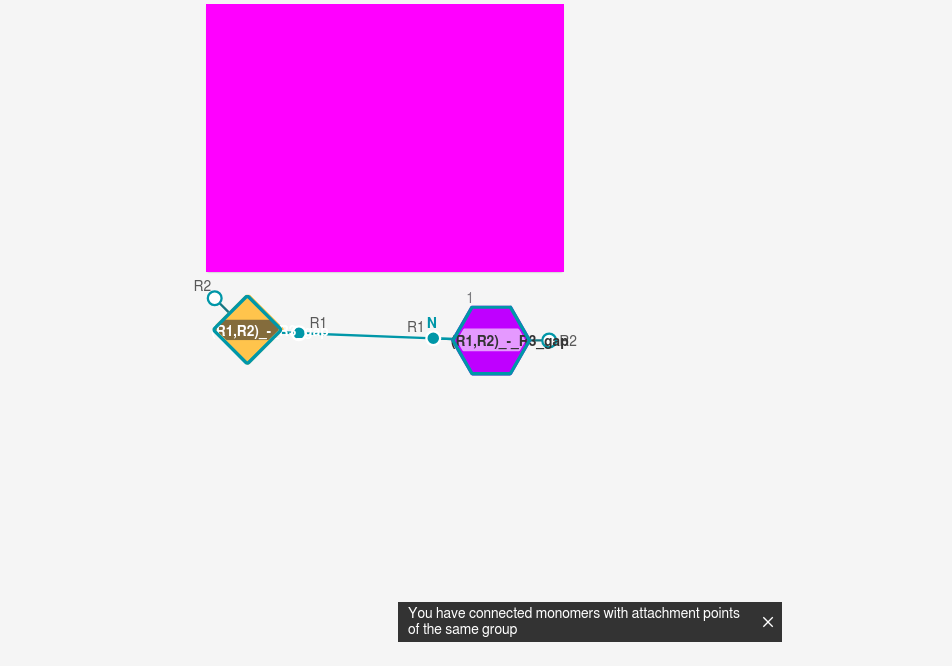 R2
1
R1
R1 N
R1,R2)_-_R3_gap
(R1,R2)_-_R3_gap
R2
You have connected monomers with attachment points
of the same group